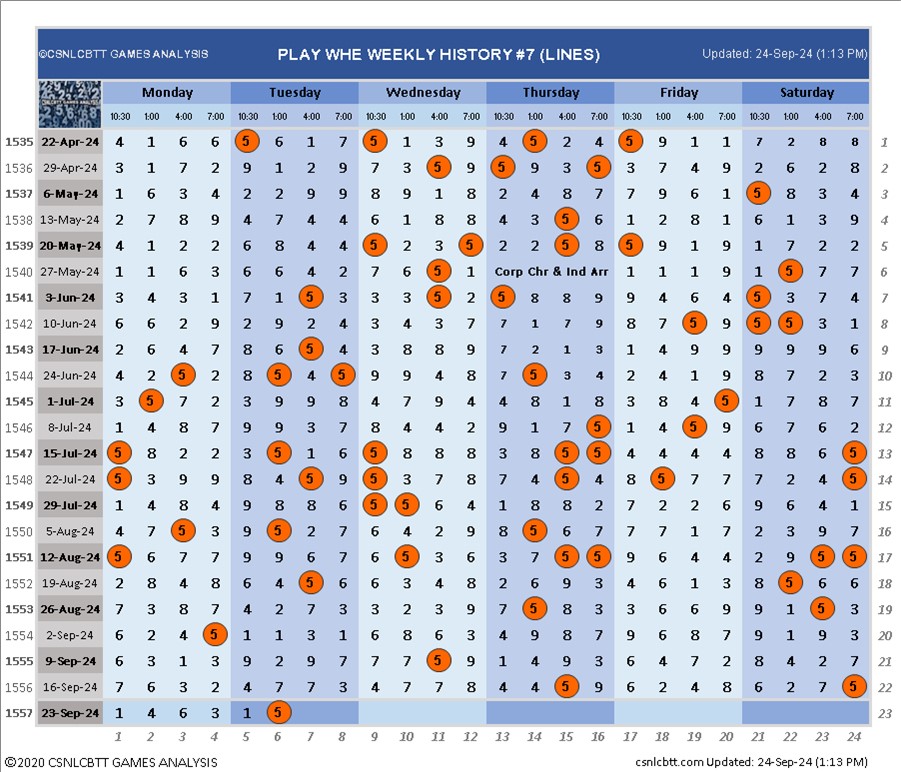 ©CSNLCBTT GAMES ANALYSIS PLAY WHE WEEKLY HISTORY #7 (LINES) Updated: 24-Sep-24 (1:13 PM)
Monday Tuesday Wednesday Thursday Friday Saturday
10:30 1:00 4:00 7:00 10:30 1:00 4:00 7:00 10:30 1:00 4:00 7:00 10:30 1:00 4:00 7:00 10:30 1:00 4:00 7:00 10:30 1:00 4:00 7:00
1535 22-Apr-24 4 1 6 6 5 6 1 7 5 1 3 9 4 5 2 4 5 9 1 1 7 2 8 8 1
1536 29-Apr-24 3 1 7 2 9 1 2 9 7 3 5 9 5 9 3 5 3 7 4 9 2 6 2 8 2
1537 6-May-24 1 6 3 4 2 2 9 9 8 9 1 8 2 4 8 7 7 9 6 1 5 8 3 4 3
1538 13-May-24 2 7 8 9 4 7 4 4 6 1 8 8 4 3 5 6 1 2 8 1 6 1 3 9 4
1539 20-May-24 4 1 2 2 6 8 4 4 5 2 3 5 2 2 5 8 5 9 1 9 1 7 2 2 5
1540 27-May-24 1 1 6 3 6 6 4 2 7 6 5 1 Corp Chr & Ind Arr 1 1 1 9 1 5 7 7 6
1541 3-Jun-24 3 4 3 1 7 1 5 3 3 3 5 2 5 8 8 9 9 4 6 4 5 3 7 4 7
1542 10-Jun-24 6 6 2 9 2 9 2 4 3 4 3 7 7 1 7 9 8 7 5 9 5 5 3 1 8
1543 17-Jun-24 2 6 4 7 8 6 5 4 3 8 8 9 7 2 1 3 1 4 9 9 9 9 9 6 9
1544 24-Jun-24 4 2 5 2 8 5 4 5 9 9 4 8 7 5 3 4 2 4 1 9 8 7 2 3 10
1545 1-Jul-24 3 5 7 2 3 9 9 8 4 7 9 4 4 8 1 8 3 8 4 5 1 7 8 7 11
1546 8-Jul-24 1 4 8 7 9 9 3 7 8 4 4 2 9 1 7 5 1 4 5 9 6 7 6 2 12
1547 15-Jul-24 5 8 2 2 3 5 1 6 5 8 8 8 3 8 5 5 4 4 4 4 8 8 6 5 13
1548 22-Jul-24 5 3 9 9 8 4 5 9 5 3 7 8 7 4 5 4 8 5 7 7 7 2 4 5 14
1549 29-Jul-24 1 4 8 4 9 8 8 6 5 5 6 4 1 8 8 2 7 2 2 6 9 6 4 1 15
1550 5-Aug-24 4 7 5 3 9 5 2 7 6 4 2 9 8 5 6 7 7 1 7 1 2 3 9 7 16
1551 12-Aug-24 5 6 7 7 9 9 6 7 6 5 3 6 3 7 5 5 9 6 4 4 2 9 5 5 17
1552 19-Aug-24 2 8 4 8 6 4 5 6 6 3 4 8 2 6 9 3 4 6 1 3 8 5 6 6 18
1553 26-Aug-24 7 3 8 7 4 2 7 3 3 2 3 9 7 5 8 3 3 6 6 9 9 1 5 3 19
1554 2-Sep-24 6 2 4 5 1 1 3 1 6 8 6 3 4 9 8 7 9 6 8 7 9 1 9 3 20
1555 9-Sep-24 6 3 1 3 9 2 9 7 7 7 5 9 1 4 9 3 6 4 7 2 8 4 2 7 21
1556 16-Sep-24 7 6 3 2 4 7 7 3 4 7 7 8 4 4 5 9 6 2 4 8 6 2 7 5 22
1557 23-Sep-24 1 4 6 3 1 5 23
1 2 3 4 5 6 7 8 9 10 11 12 13 14 15 16 17 18 19 20 21 22 23 24
©2020 CSNLCBTT GAMES ANALYSIS csnlcbtt.com Updated: 24-Sep-24 (1:13 PM)